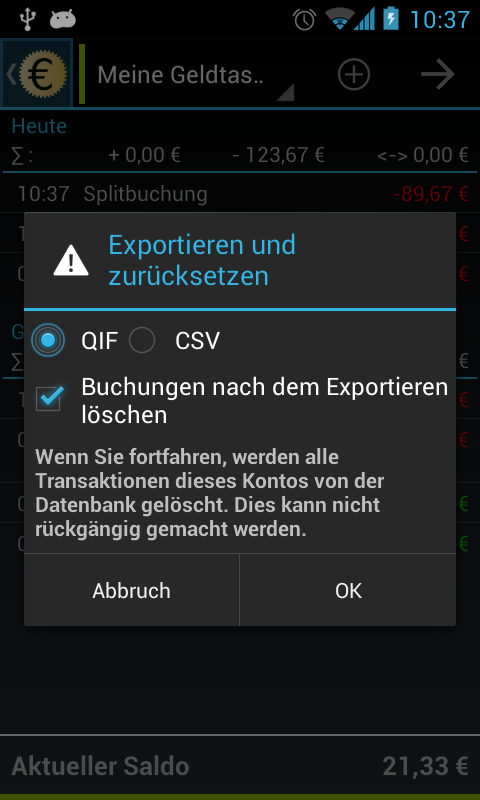 10:37
€ Meine Geldtas..
Heute
∑ : + 0,00 € - 123,67 € <-> 0,00 €
10:37 Splitbuchung -89,67 €
Exportieren und
zurücksetzen
QIF CSV
Buchungen nach dem Exportieren
löschen
Wenn Sie fortfahren, werden alle
Transaktionen dieses Kontos von der
Datenbank gelöscht. Dies kann nicht
rückgängig gemacht werden.
Abbruch OK
Aktueller Saldo 21,33 €